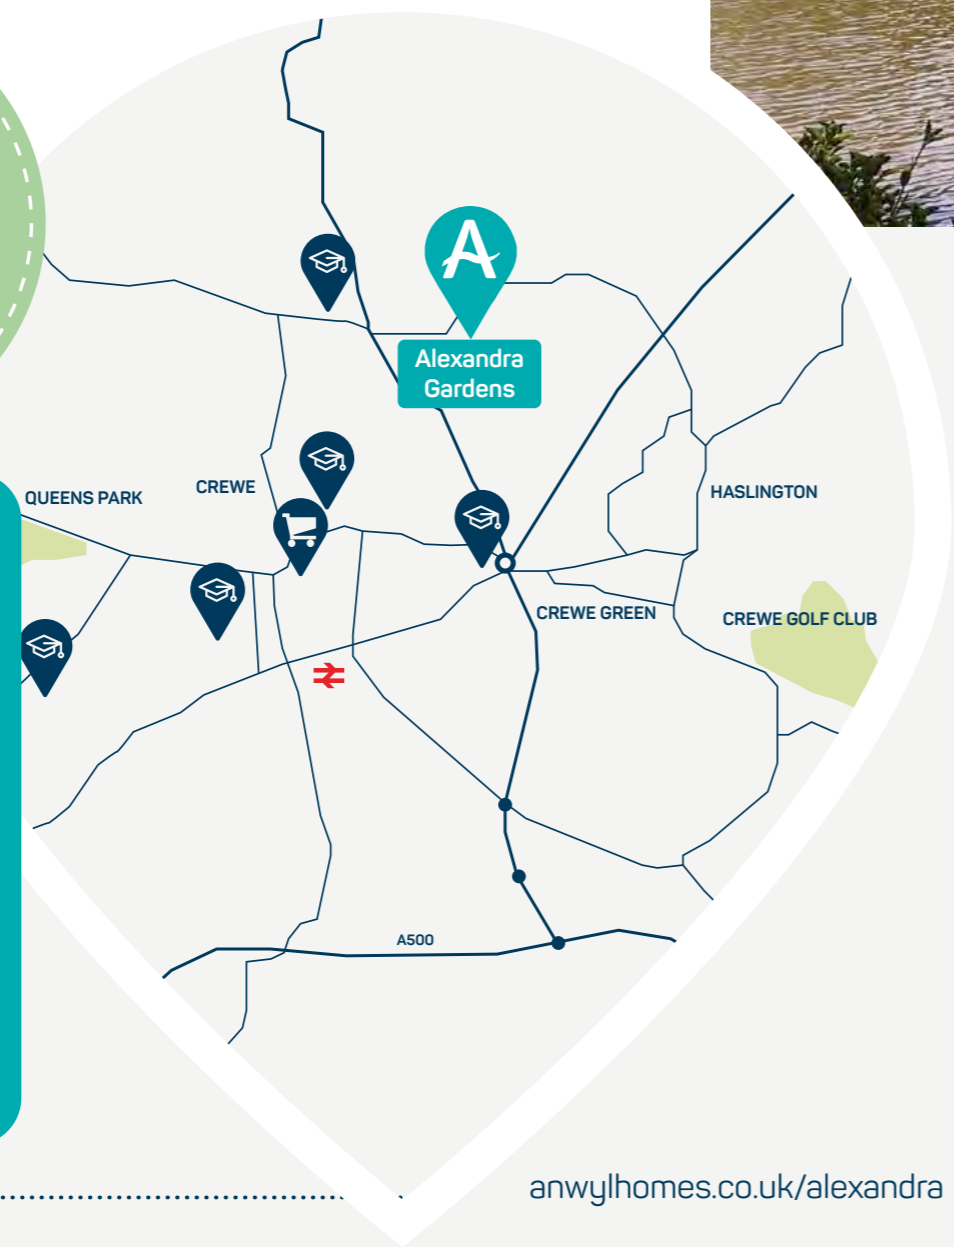 A
Alexandra
Gardens
QUEENS PARK
CREWE
HASLINGTON
CREWE GREEN
CREWE GOLF CLUB
A500
anwylhomes.co.uk/alexandra